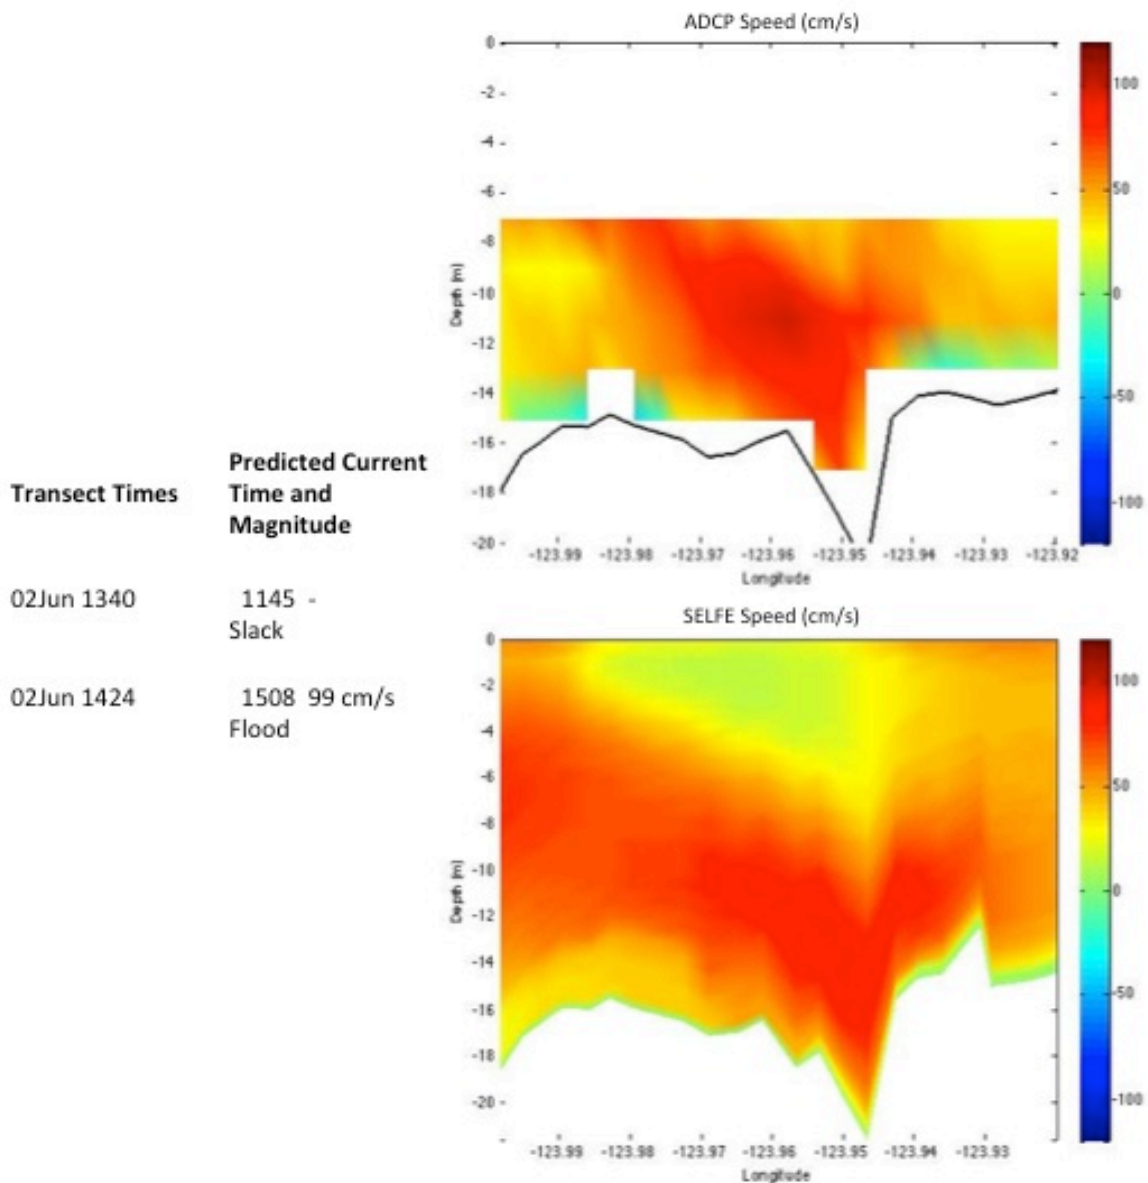 ADCP Speed (cm/s)
0
-2
-4
-6
-8
-10
-12
-14
-16
-18
-20
Depth (m)
-123.99 -123.98 -123.97 -123.96 -123.95 -123.94 -123.93 -123.92
Longitude
100
50
0
-50
-100
Transect Times
Predicted Current
Time and
Magnitude
02Jun 1340
1145 -
Slack
02Jun 1424
1508 99 cm/s
Flood
SELFE Speed (cm/s)
0
-2
-4
-6
-8
-10
-12
-14
-16
-18
-20
Depth (m)
-123.99 -123.98 -123.97 -123.96 -123.95 -123.94 -123.93
Longitude
100
50
0
-50
-100